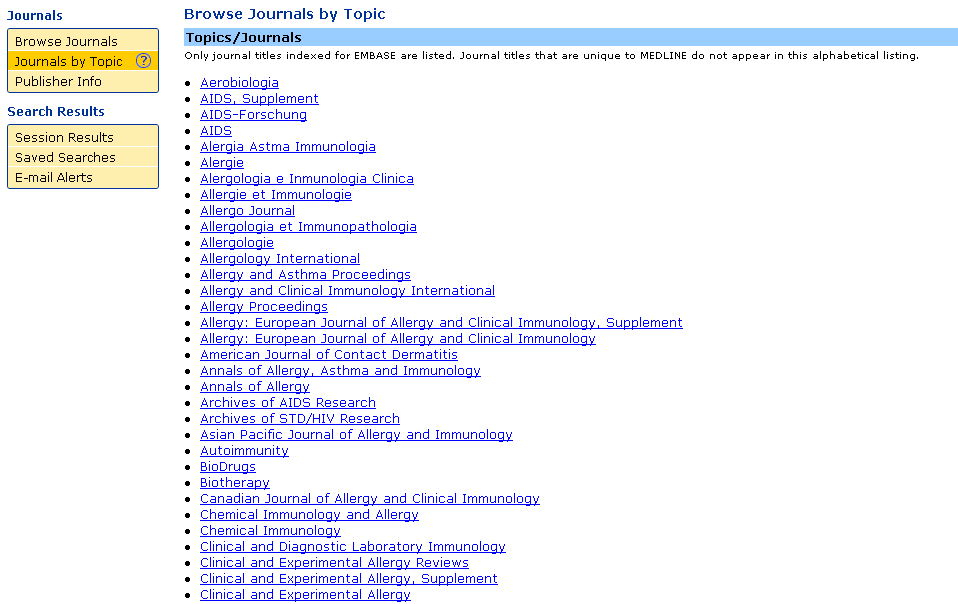 Journals
Browse Journals
Journals by Topic ?
Publisher Info
Search Results
Session Results
Saved Searches
E-mail Alerts
Browse Journals by Topic
Topics/Journals
Only journal titles indexed for EMBASE are listed. Journal titles that are unique to MEDLINE do not appear in this alphabetical listing.
Aerobiologia
AIDS, Supplement
AIDS-Forschung
AIDS
Alergia Astma Immunologia
Alergie
Alergologia e Inmunologia Clinica
Allergie et Immunologie
Allergo Journal
Allergologia et Immunopathologia
Allergologie
Allergology International
Allergy and Asthma Proceedings
Allergy and Clinical Immunology International
Allergy Proceedings
Allergy: European Journal of Allergy and Clinical Immunology, Supplement
Allergy: European Journal of Allergy and Clinical Immunology
American Journal of Contact Dermatitis
Annals of Allergy, Asthma and Immunology
Annals of Allergy
Archives of AIDS Research
Archives of STD/HIV Research
Asian Pacific Journal of Allergy and Immunology
Autoimmunity
BioDrugs
Biotherapy
Canadian Journal of Allergy and Clinical Immunology
Chemical Immunology and Allergy
Chemical Immunology
Clinical and Diagnostic Laboratory Immunology
Clinical and Experimental Allergy Reviews
Clinical and Experimental Allergy, Supplement
Clinical and Experimental Allergy